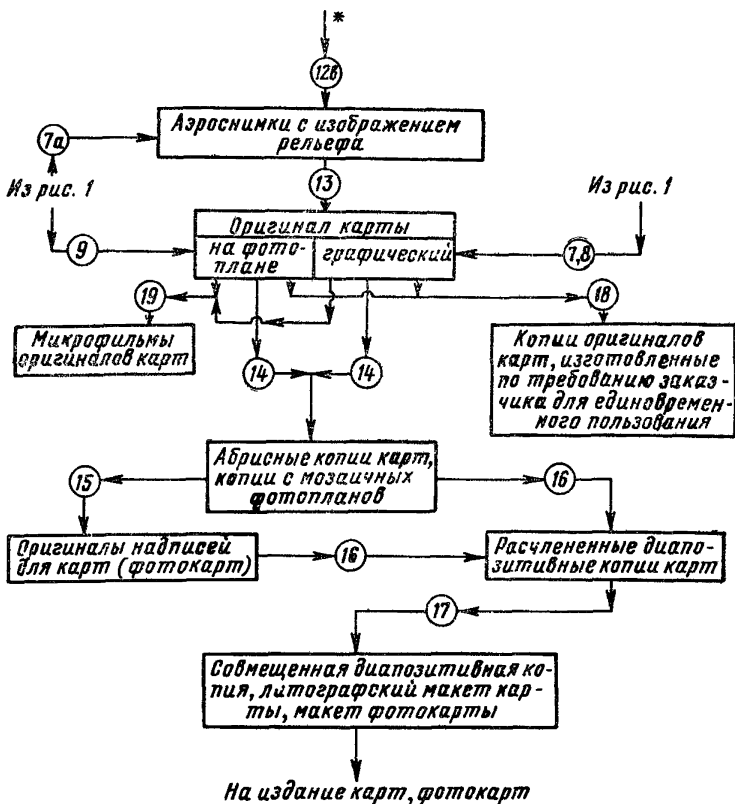 *
12в
Аэроснимки с изображением
рельефа
7а
13
Из рис. 1
Из рис. 1
Оригинал карты
на фото-
плане
графический
9
7,8
19
18
Микрофильмы
оригиналов карт
Копии оригиналов
карт, изготовленные
по требованию заказ-
чика для единовремен-
ного пользования
14
14
Абрисные копии карт,
копии с мозаичных
фотопланов
15
16
Оригиналы надписей
для карт (фотокарт)
16
Расчлененные диапо-
зитивные копии карт
17
Совмещенная диапозитивная ко-
пия, литографский макет кар-
ты, макет фотокарты
На издание карт, фотокарт